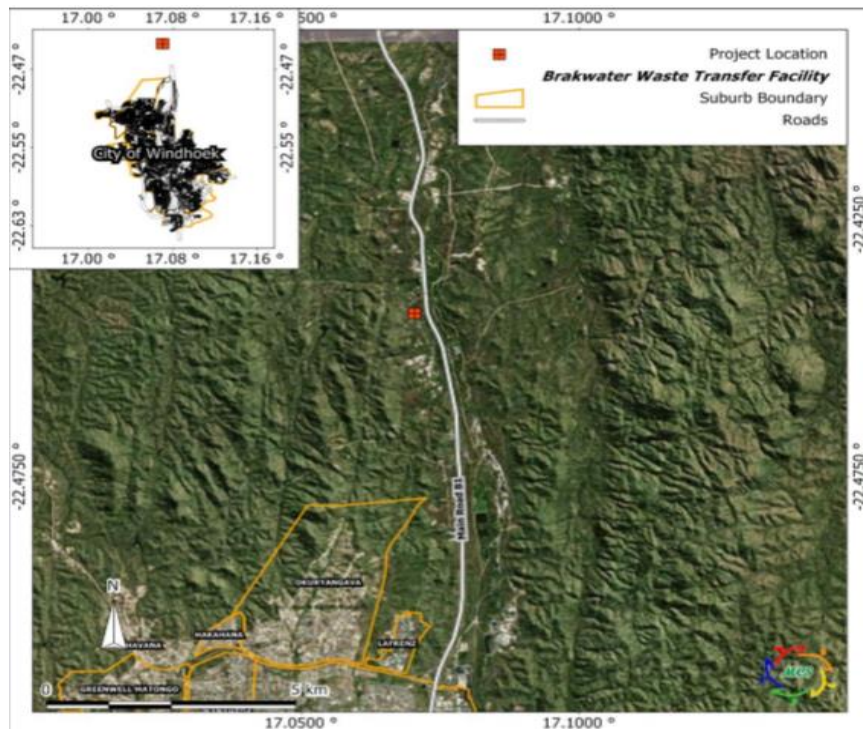 17.00 ° 17.08 ° 17.16 °
-22.47 °
-22.55 °
-22.63 °
-22.47 °
-22.55 °
-22.63 °
City of Windhoek
17.00 ° 17.08 ° 17.16 °
17.1000 °
Project Location
Brakwater Waste Transfer Facility
Suburb Boundary
Roads
-22.4250 °
-22.4750 °
-22.4750 °
Main Road B1
OKURYANGAVA
HAKAHANA
LAFRENZ
N
HAVANA
GREENWELL MATONGO
0 5 km
17.0500 ° 17.1000 °